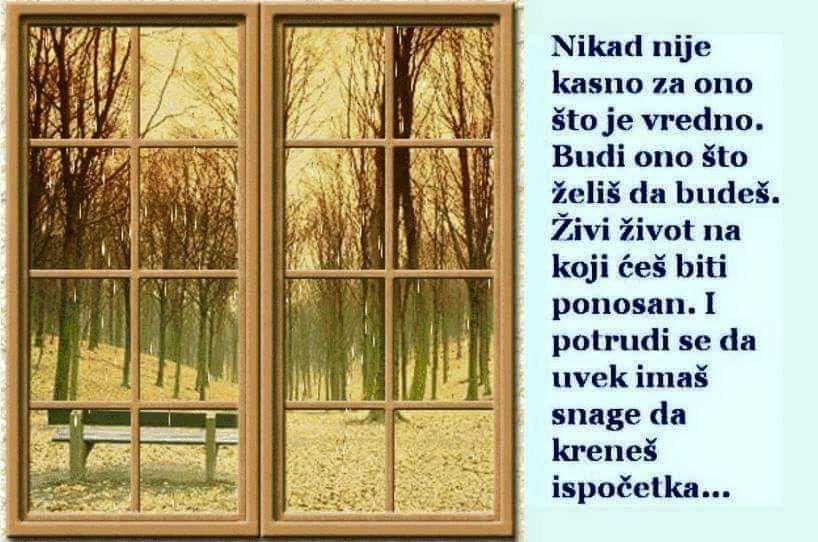 Nikad nije
kasno za ono
što je vredno.
Budi ono što
želiš da budeš.
Živi život na
koji ćeš biti
ponosan. I
potrudi se da
uvek imaš
snage da
kreneš
ispočetka...